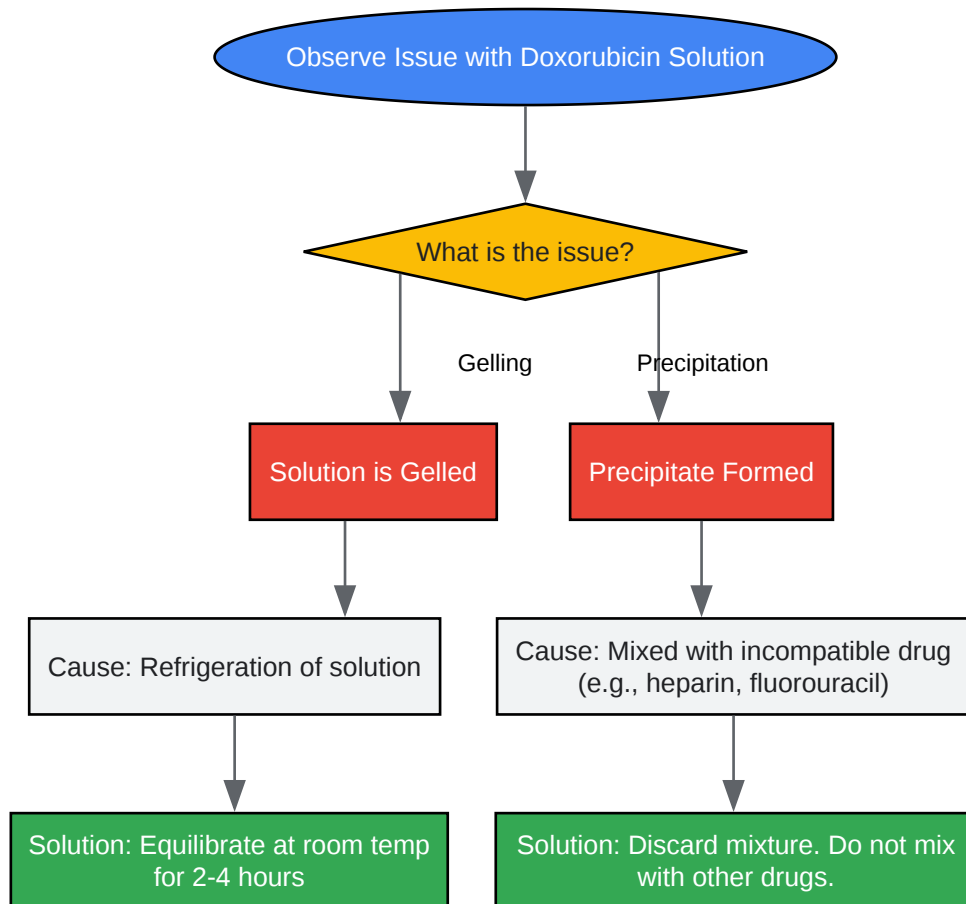 Observe Issue with Doxorubicin Solution
What is the issue?
Gelling
Precipitation
Solution is Gelled
Precipitate Formed
Cause: Refrigeration of solution
Cause: Mixed with incompatible drug
(e.g., heparin, fluorouracil)
Solution: Equilibrate at room temp
for 2-4 hours
Solution: Discard mixture. Do not mix
with other drugs.